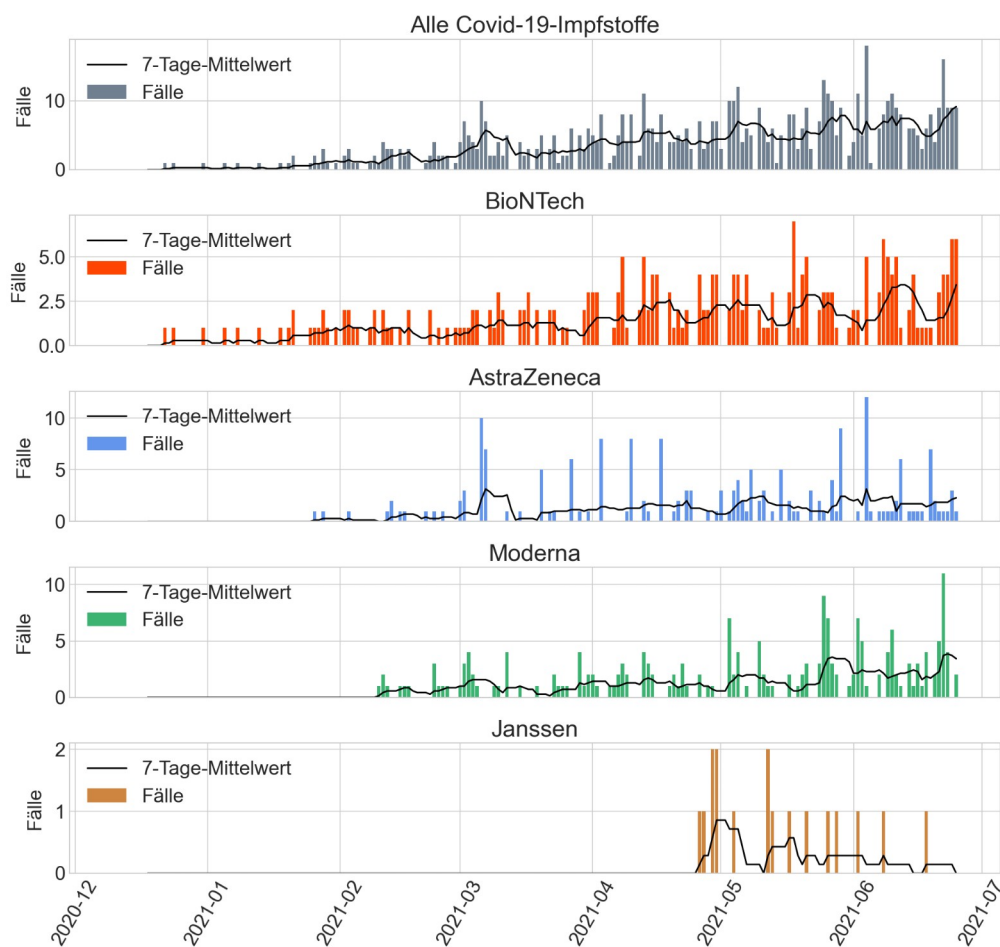 Alle Covid-19-Impfstoffe
7-Tage-Mittelwert
Fälle
Fälle
10
0
BioNTech
7-Tage-Mittelwert
Fälle
Fälle
5.0
2.5
0.0
AstraZeneca
7-Tage-Mittelwert
Fälle
Fälle
10
5
0
Moderna
7-Tage-Mittelwert
Fälle
Fälle
10
5
0
Janssen
7-Tage-Mittelwert
Fälle
Fälle
2
1
0
2020-12
2021-01
2021-02
2021-03
2021-04
2021-05
2021-06
2021-07